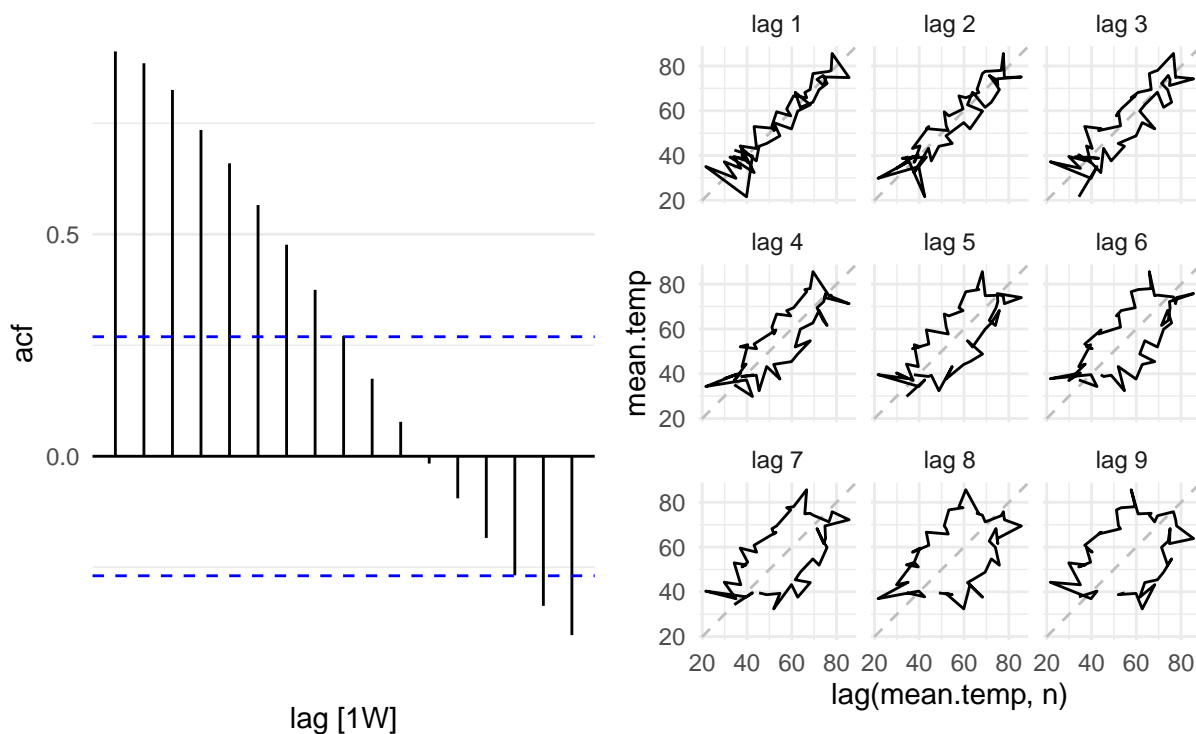 acf
0.5
0.0
lag [1W]
mean.temp
lag 1
lag 2
lag 3
80
60
40
20
lag 4
lag 5
lag 6
80
60
40
20
lag 7
lag 8
lag 9
80
60
40
20
20 40 60 80 20 40 60 80 20 40 60 80
lag(mean.temp, n)